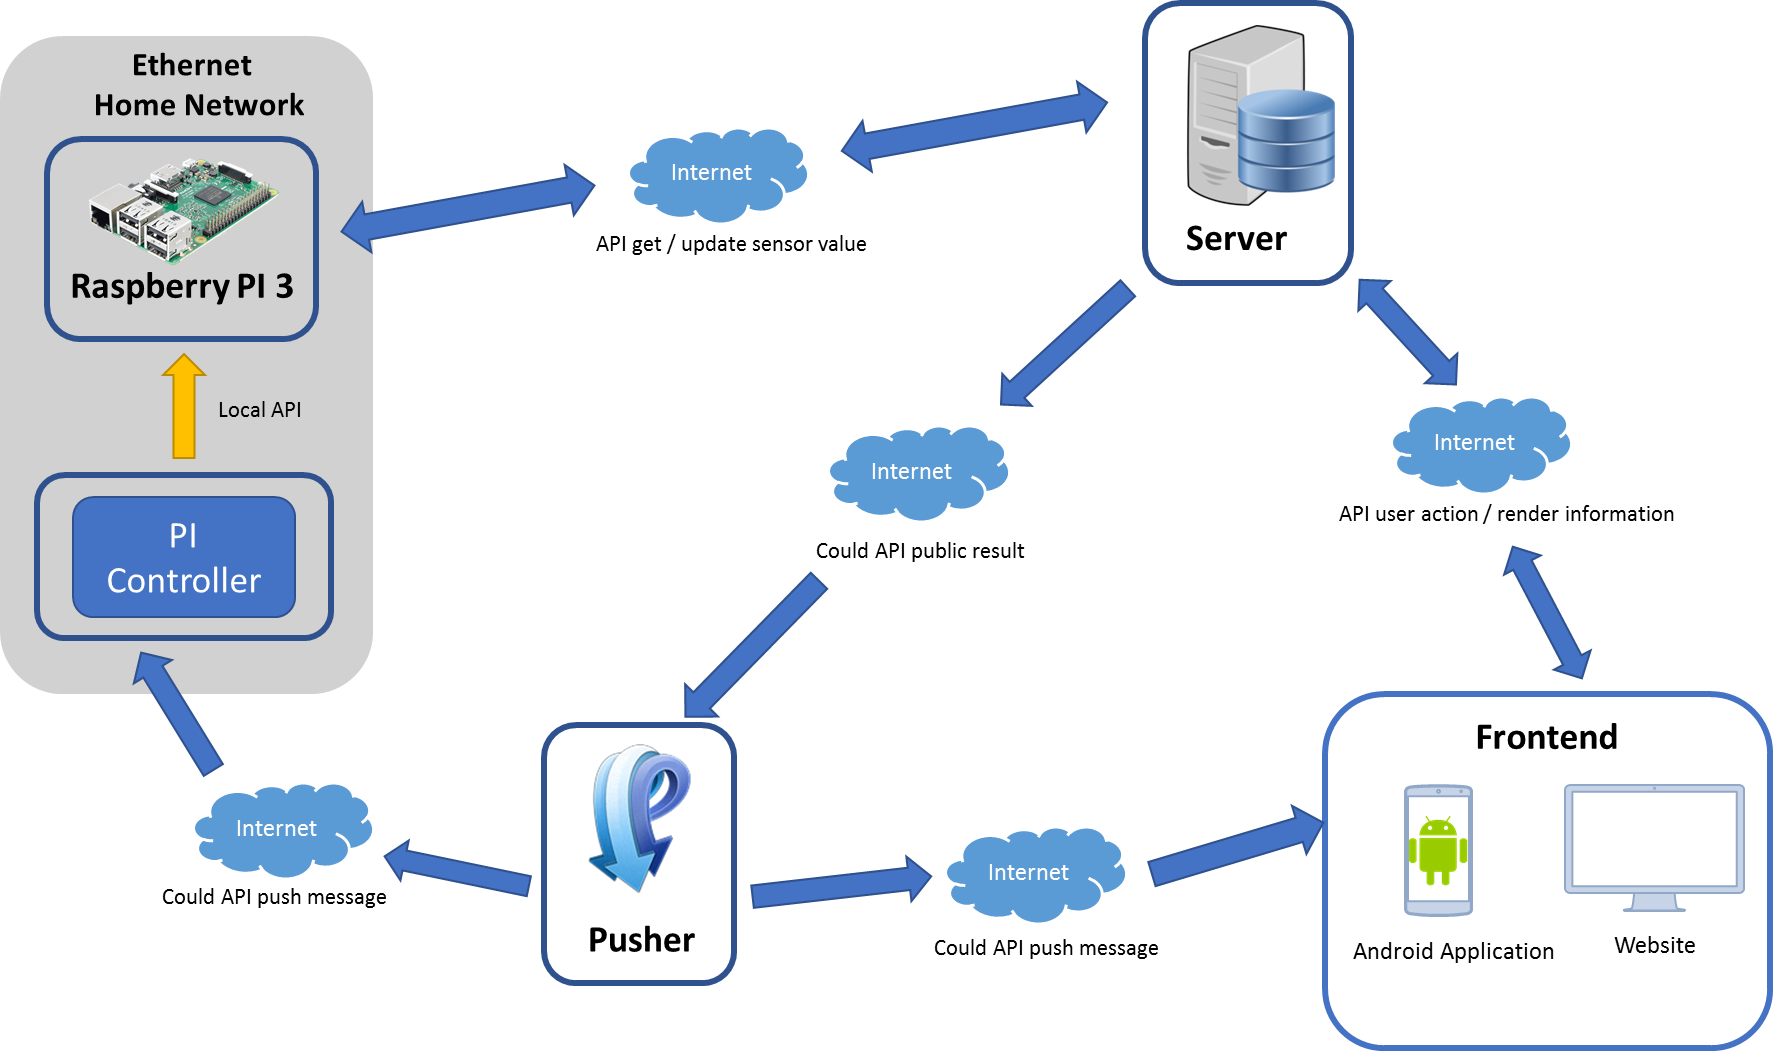 Ethernet
Home Network
Raspberry PI 3
Local API
PI
Controller
Internet
API get / update sensor value
Server
Internet
Could API public result
Internet
API user action / render information
Internet
Could API push message
Pusher
Internet
Could API push message
Frontend
Android Application
Website